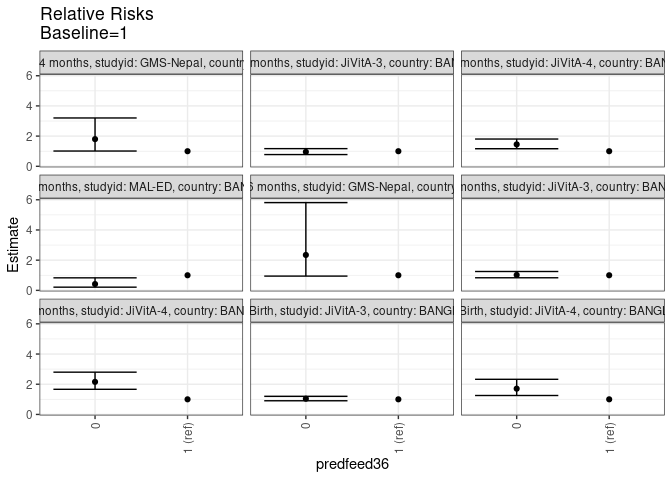 Relative Risks
Baseline=1
4 months, studyid: GMS-Nepal, countr
months, studyid: JiVitA-3, country: BAN
months, studyid: JiVitA-4, country: BAN
6
4
2
0
months, studyid: MAL-ED, country: BAN
6 months, studyid: GMS-Nepal, country
months, studyid: JiVitA-3, country: BAN
6
4
2
0
months, studyid: JiVitA-4, country: BAN
Birth, studyid: JiVitA-3, country: BANGL
Birth, studyid: JiVitA-4, country: BANGL
6
4
2
0
Estimate
0
1 (ref)
0
1 (ref)
0
1 (ref)
predfeed36